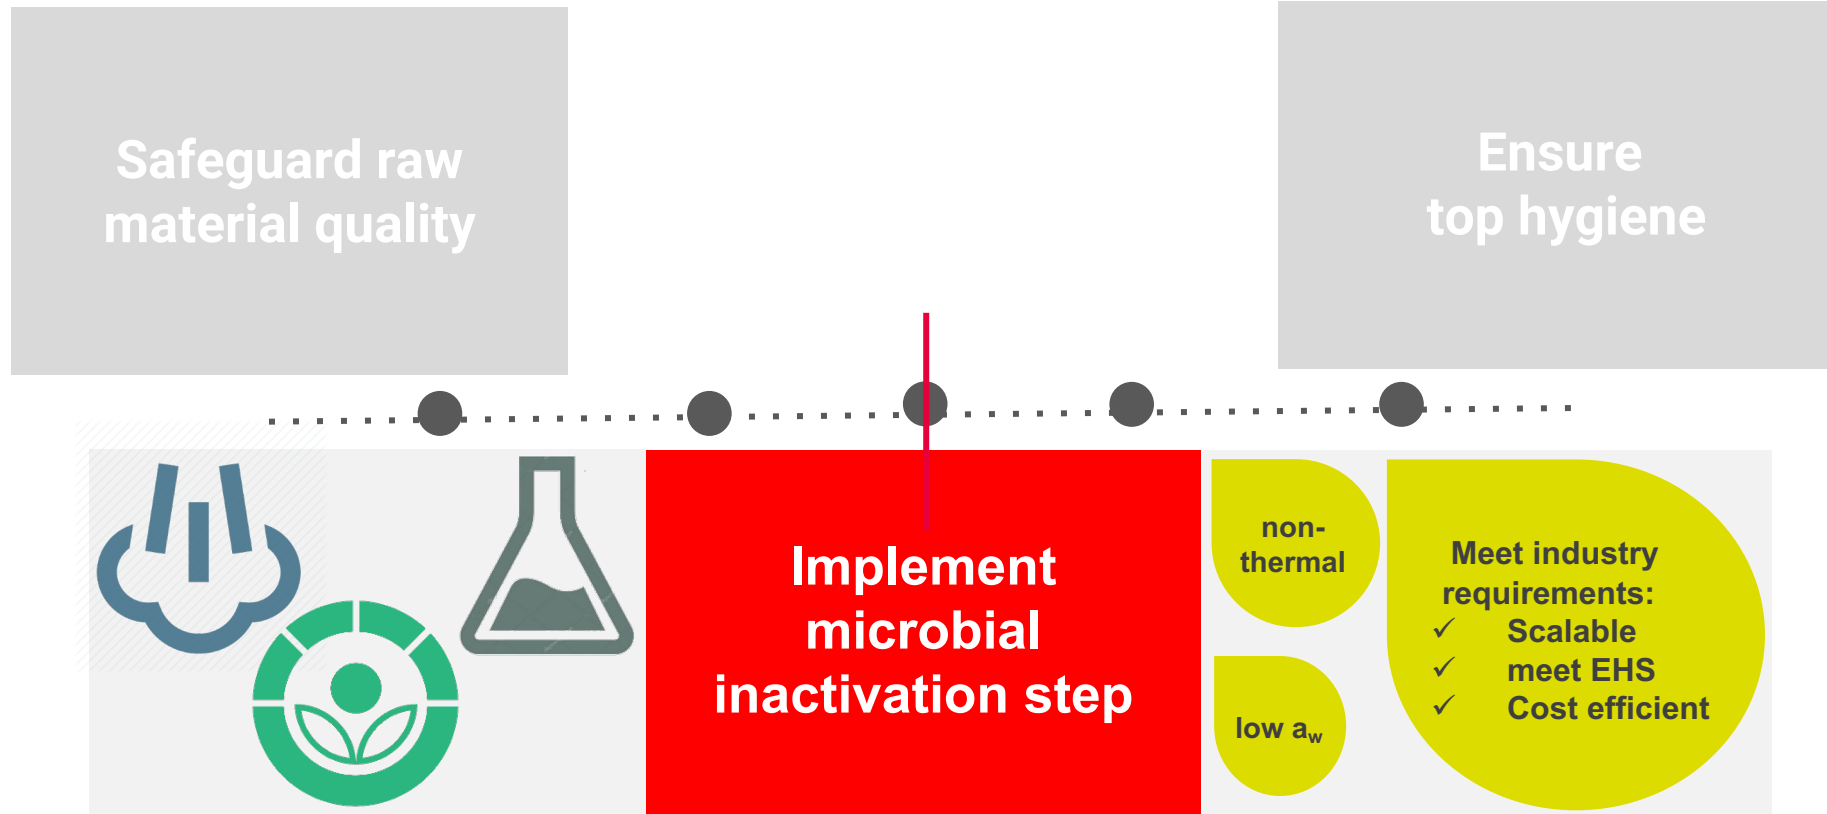 Safeguard raw
material quality
Ensure
top hygiene
Implement
microbial
inactivation step
non-
thermal
low a_w
Meet industry
requirements:
✓ Scalable
✓ meet EHS
✓ Cost efficient